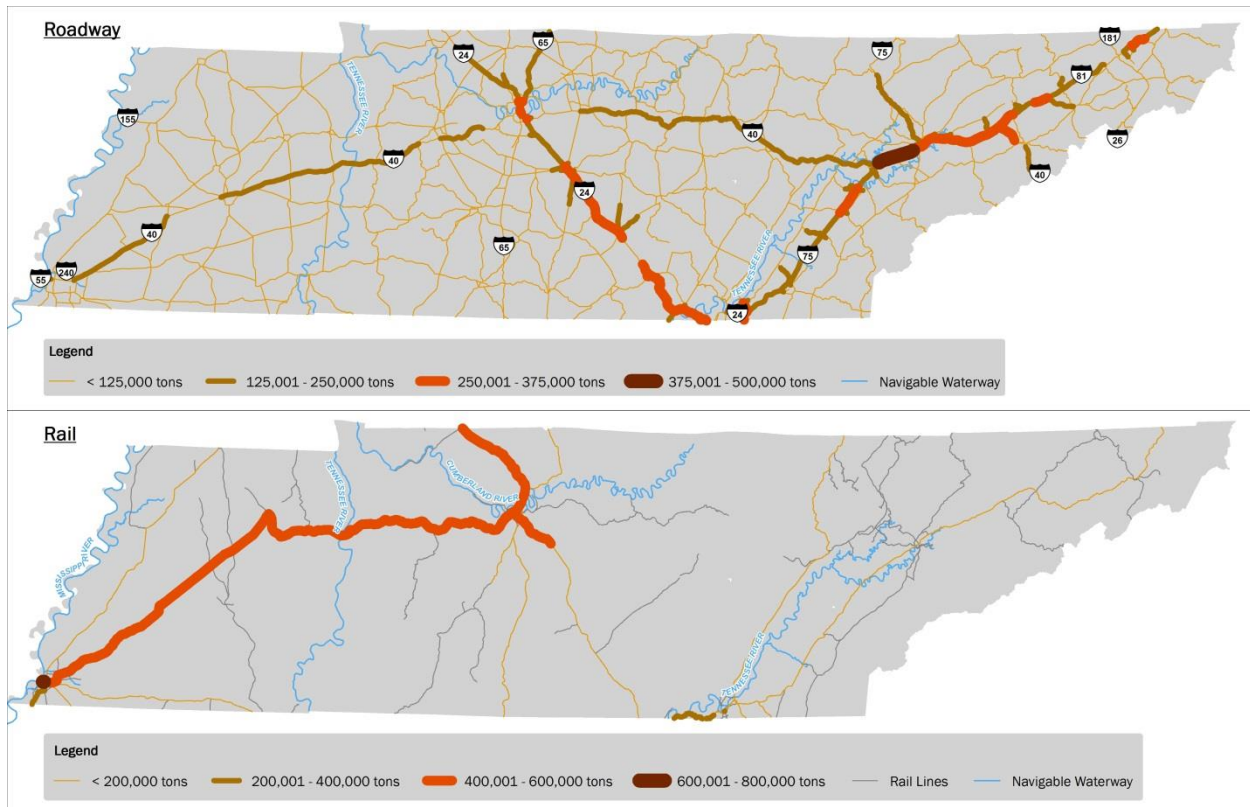 Roadway
24
65
75
181
81
155
TENNESSEE RIVER
40
40
26
40
24
40
65
TENNESSEE RIVER
75
55
240
24
Legend
< 125,000 tons
125,001 - 250,000 tons
250,001 - 375,000 tons
375,001 - 500,000 tons
Navigable Waterway
Rail
TENNESSEE RIVER
CUMBERLAND RIVER
MISSISSIPPI RIVER
TENNESSEE RIVER
Legend
< 200,000 tons
200,001 - 400,000 tons
400,001 - 600,000 tons
600,001 - 800,000 tons
Rail Lines
Navigable Waterway